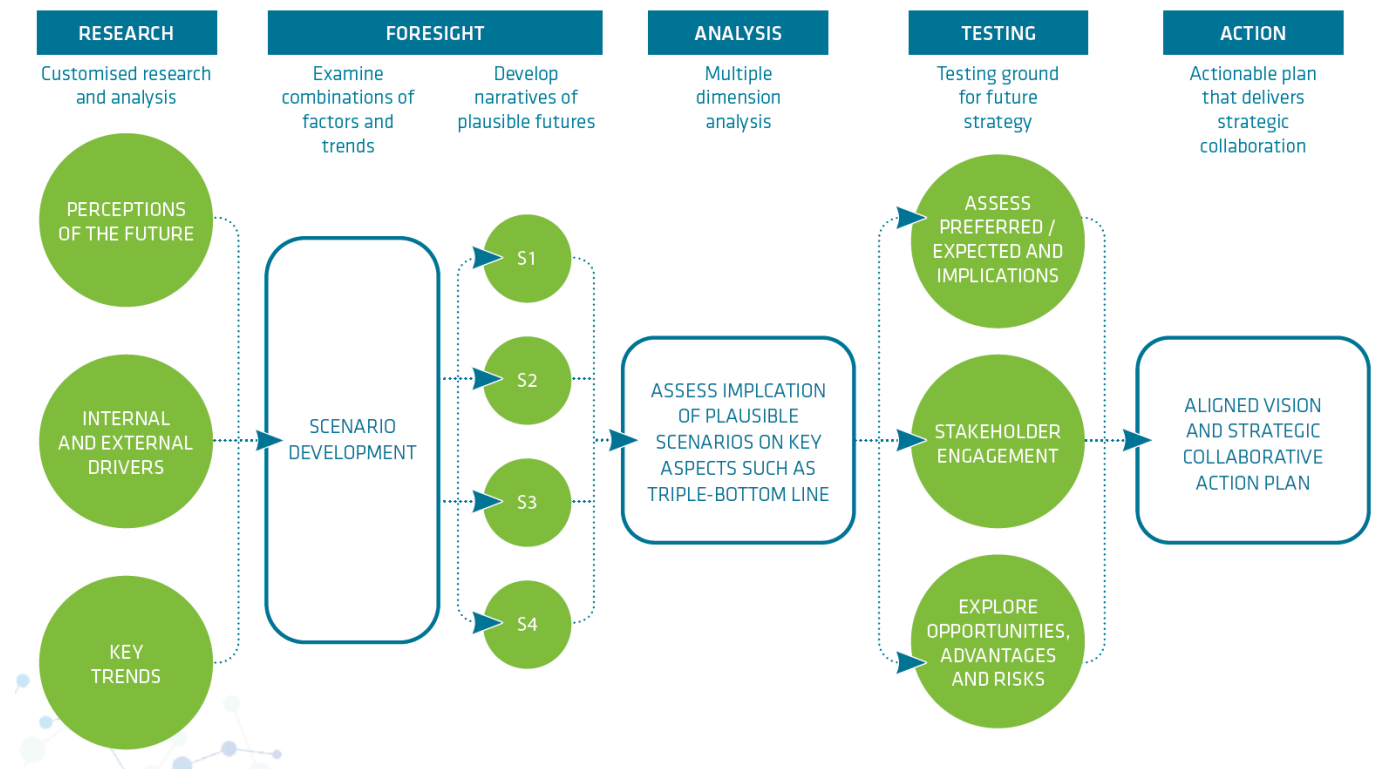 RESEARCH
Customised research
and analysis
PERCEPTIONS
OF THE FUTURE
INTERNAL
AND EXTERNAL
DRIVERS
KEY
TRENDS
FORESIGHT
Examine
combinations of
factors and
trends
SCENARIO
DEVELOPMENT
Develop
narratives of
plausible futures
S1
S2
S3
S4
ANALYSIS
Multiple
dimension
analysis
ASSESS IMPLCATION
OF PLAUSIBLE
SCENARIOS ON KEY
ASPECTS SUCH AS
TRIPLE-BOTTOM LINE
TESTING
Testing ground
for future
strategy
ASSESS
PREFERRED /
EXPECTED AND
IMPLICATIONS
STAKEHOLDER
ENGAGEMENT
EXPLORE
OPPORTUNITIES,
ADVANTAGES
AND RISKS
ACTION
Actionable plan
that delivers
strategic
collaboration
ALIGNED VISION
AND STRATEGIC
COLLABORATIVE
ACTION PLAN